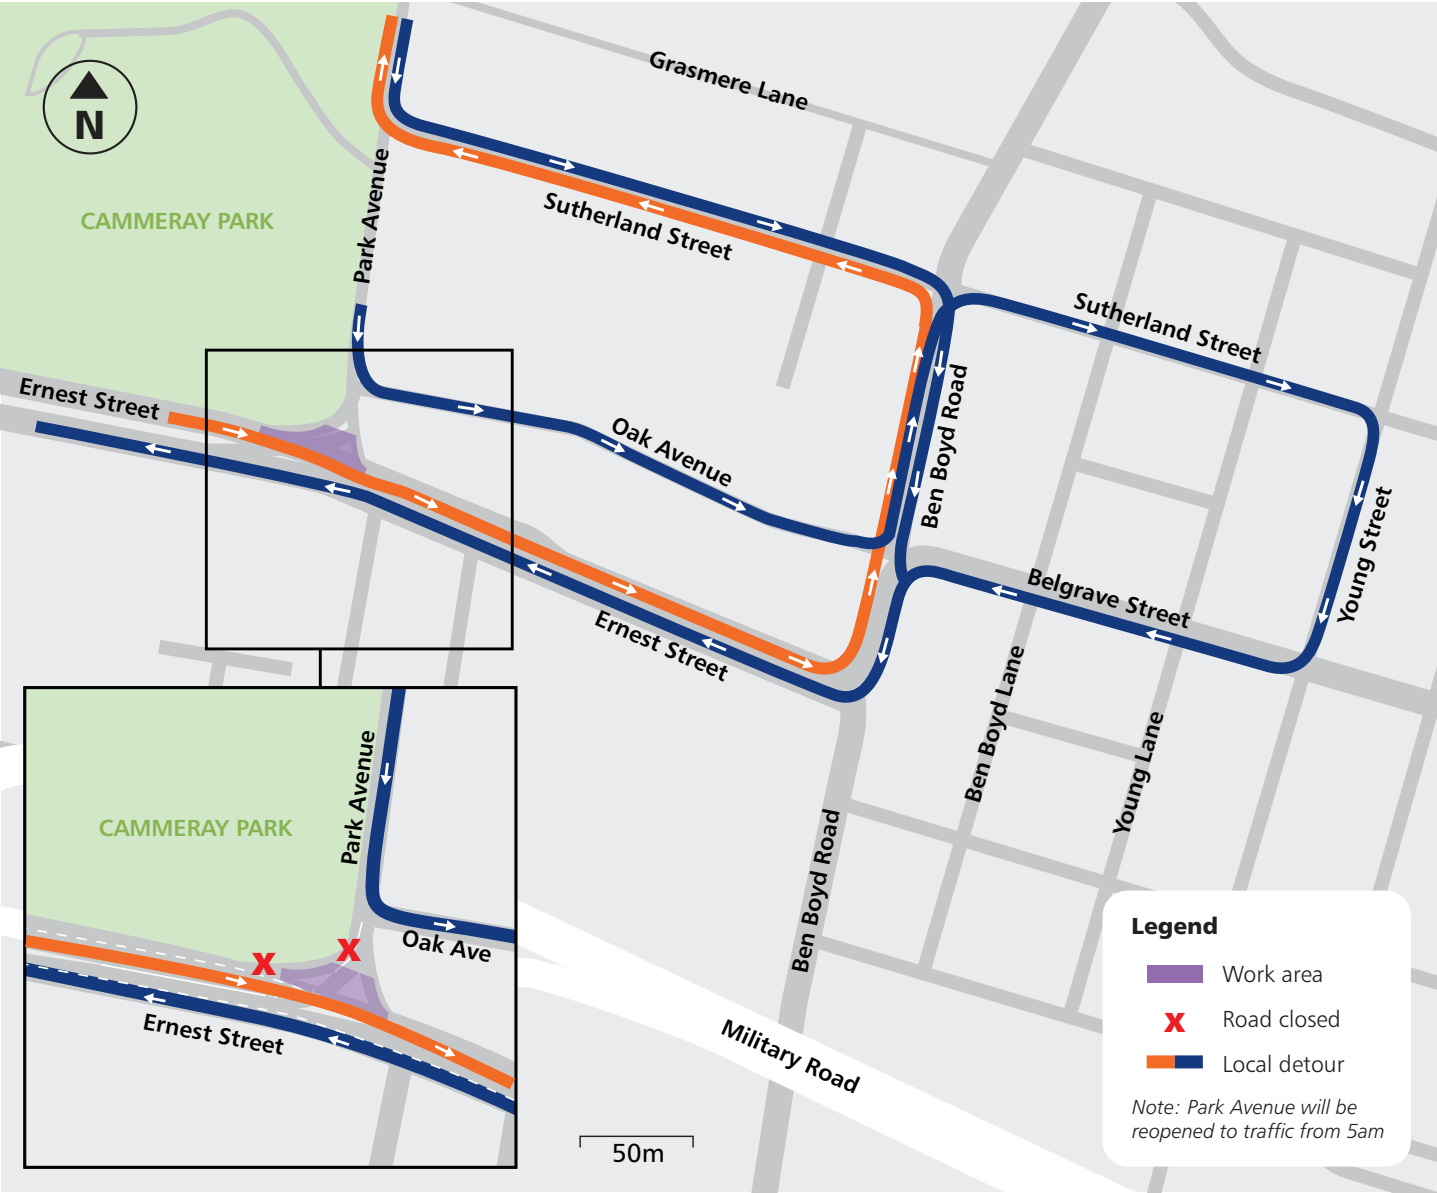 Grasmere Lane
N
Park Avenue
CAMMERAY PARK
Sutherland Street
Sutherland Street
Ernest Street
Oak Avenue
Ben Boyd Road
Young Street
Belgrave Street
Ernest Street
Ben Boyd Lane
Young Lane
Park Avenue
CAMMERAY PARK
Ben Boyd Road
X
X
Oak Ave
Ernest Street
Military Road
50m
Legend
Work area
X Road closed
Local detour
Note: Park Avenue will be
reopened to traffic from 5am